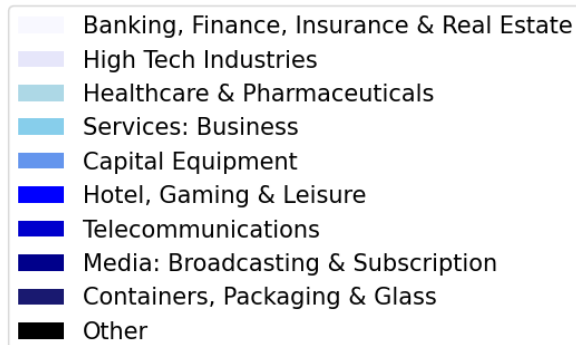 Banking, Finance, Insurance & Real Estate
High Tech Industries
Healthcare & Pharmaceuticals
Services: Business
Capital Equipment
Hotel, Gaming & Leisure
Telecommunications
Media: Broadcasting & Subscription
Containers, Packaging & Glass
Other